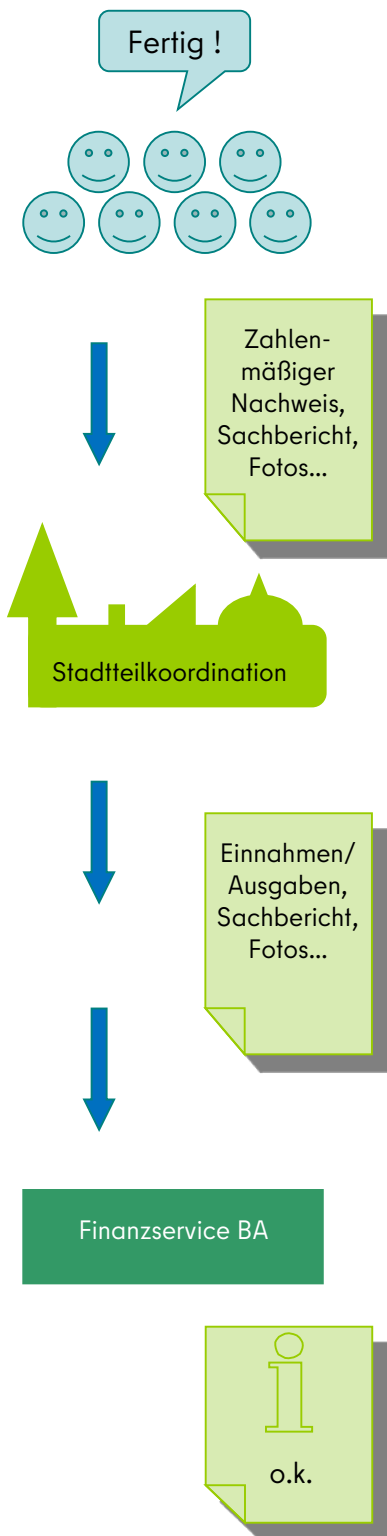 Fertig !
Zahlen-
mäßiger
Nachweis,
Sachbericht,
Fotos...
Stadtteilkoordination
Einnahmen/
Ausgaben,
Sachbericht,
Fotos...
Finanzservice BA
i
o.k.